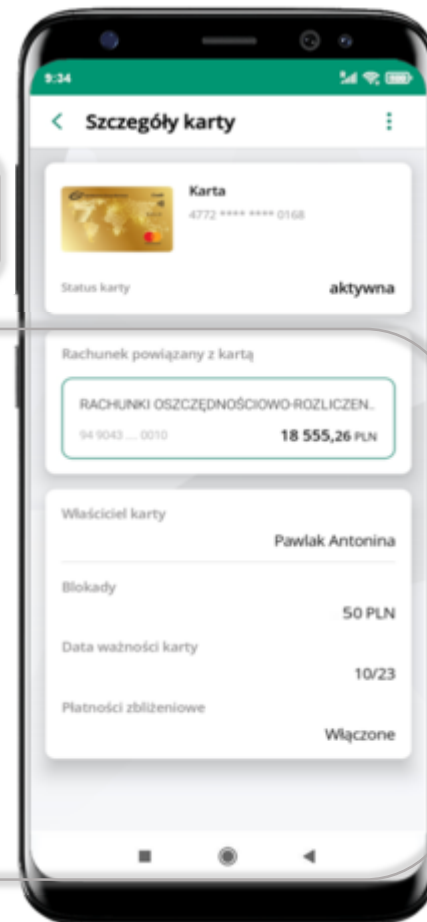 9:34
Szczegóły karty
Karta
4772 **** **** 0168
Status karty
aktywna
Rachunek powiązany z kartą
RACHUNKI OSZCZĘDNOŚCIOWO-ROZLICZEN..
94 9043 ... 0010
18 555,26 PLN
Właściciel karty
Pawlak Antonina
Blokady
50 PLN
Data ważności karty
10/23
Płatności zbliżeniowe
Włączone